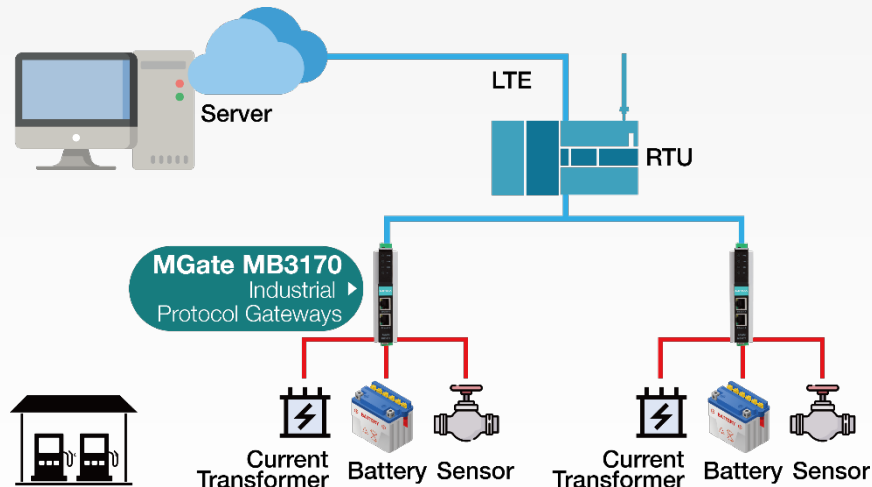 LTE
Server
RTU
MGate MB3170
Industrial
Protocol Gateways
Current
Transformer
Battery
Sensor
Current
Transformer
Battery
Sensor